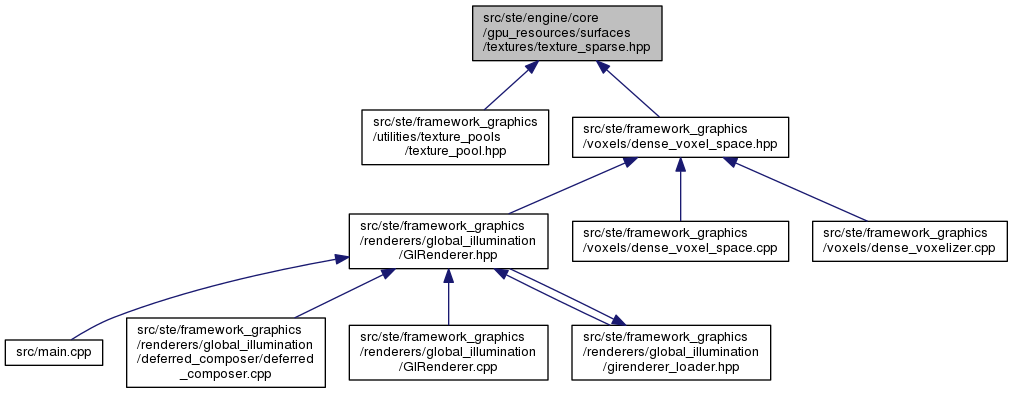 src/ste/engine/core
/gpu_resources/surfaces
/textures/texture_sparse.hpp
src/ste/framework_graphics
/utilities/texture_pools
/texture_pool.hpp
src/ste/framework_graphics
/voxels/dense_voxel_space.hpp
src/ste/framework_graphics
/renderers/global_illumination
/GIRenderer.hpp
src/ste/framework_graphics
/voxels/dense_voxel_space.cpp
src/ste/framework_graphics
/voxels/dense_voxelizer.cpp
src/main.cpp
src/ste/framework_graphics
/renderers/global_illumination
/deferred_composer/deferred
_composer.cpp
src/ste/framework_graphics
/renderers/global_illumination
/GIRenderer.cpp
src/ste/framework_graphics
/renderers/global_illumination
/girenderer_loader.hpp